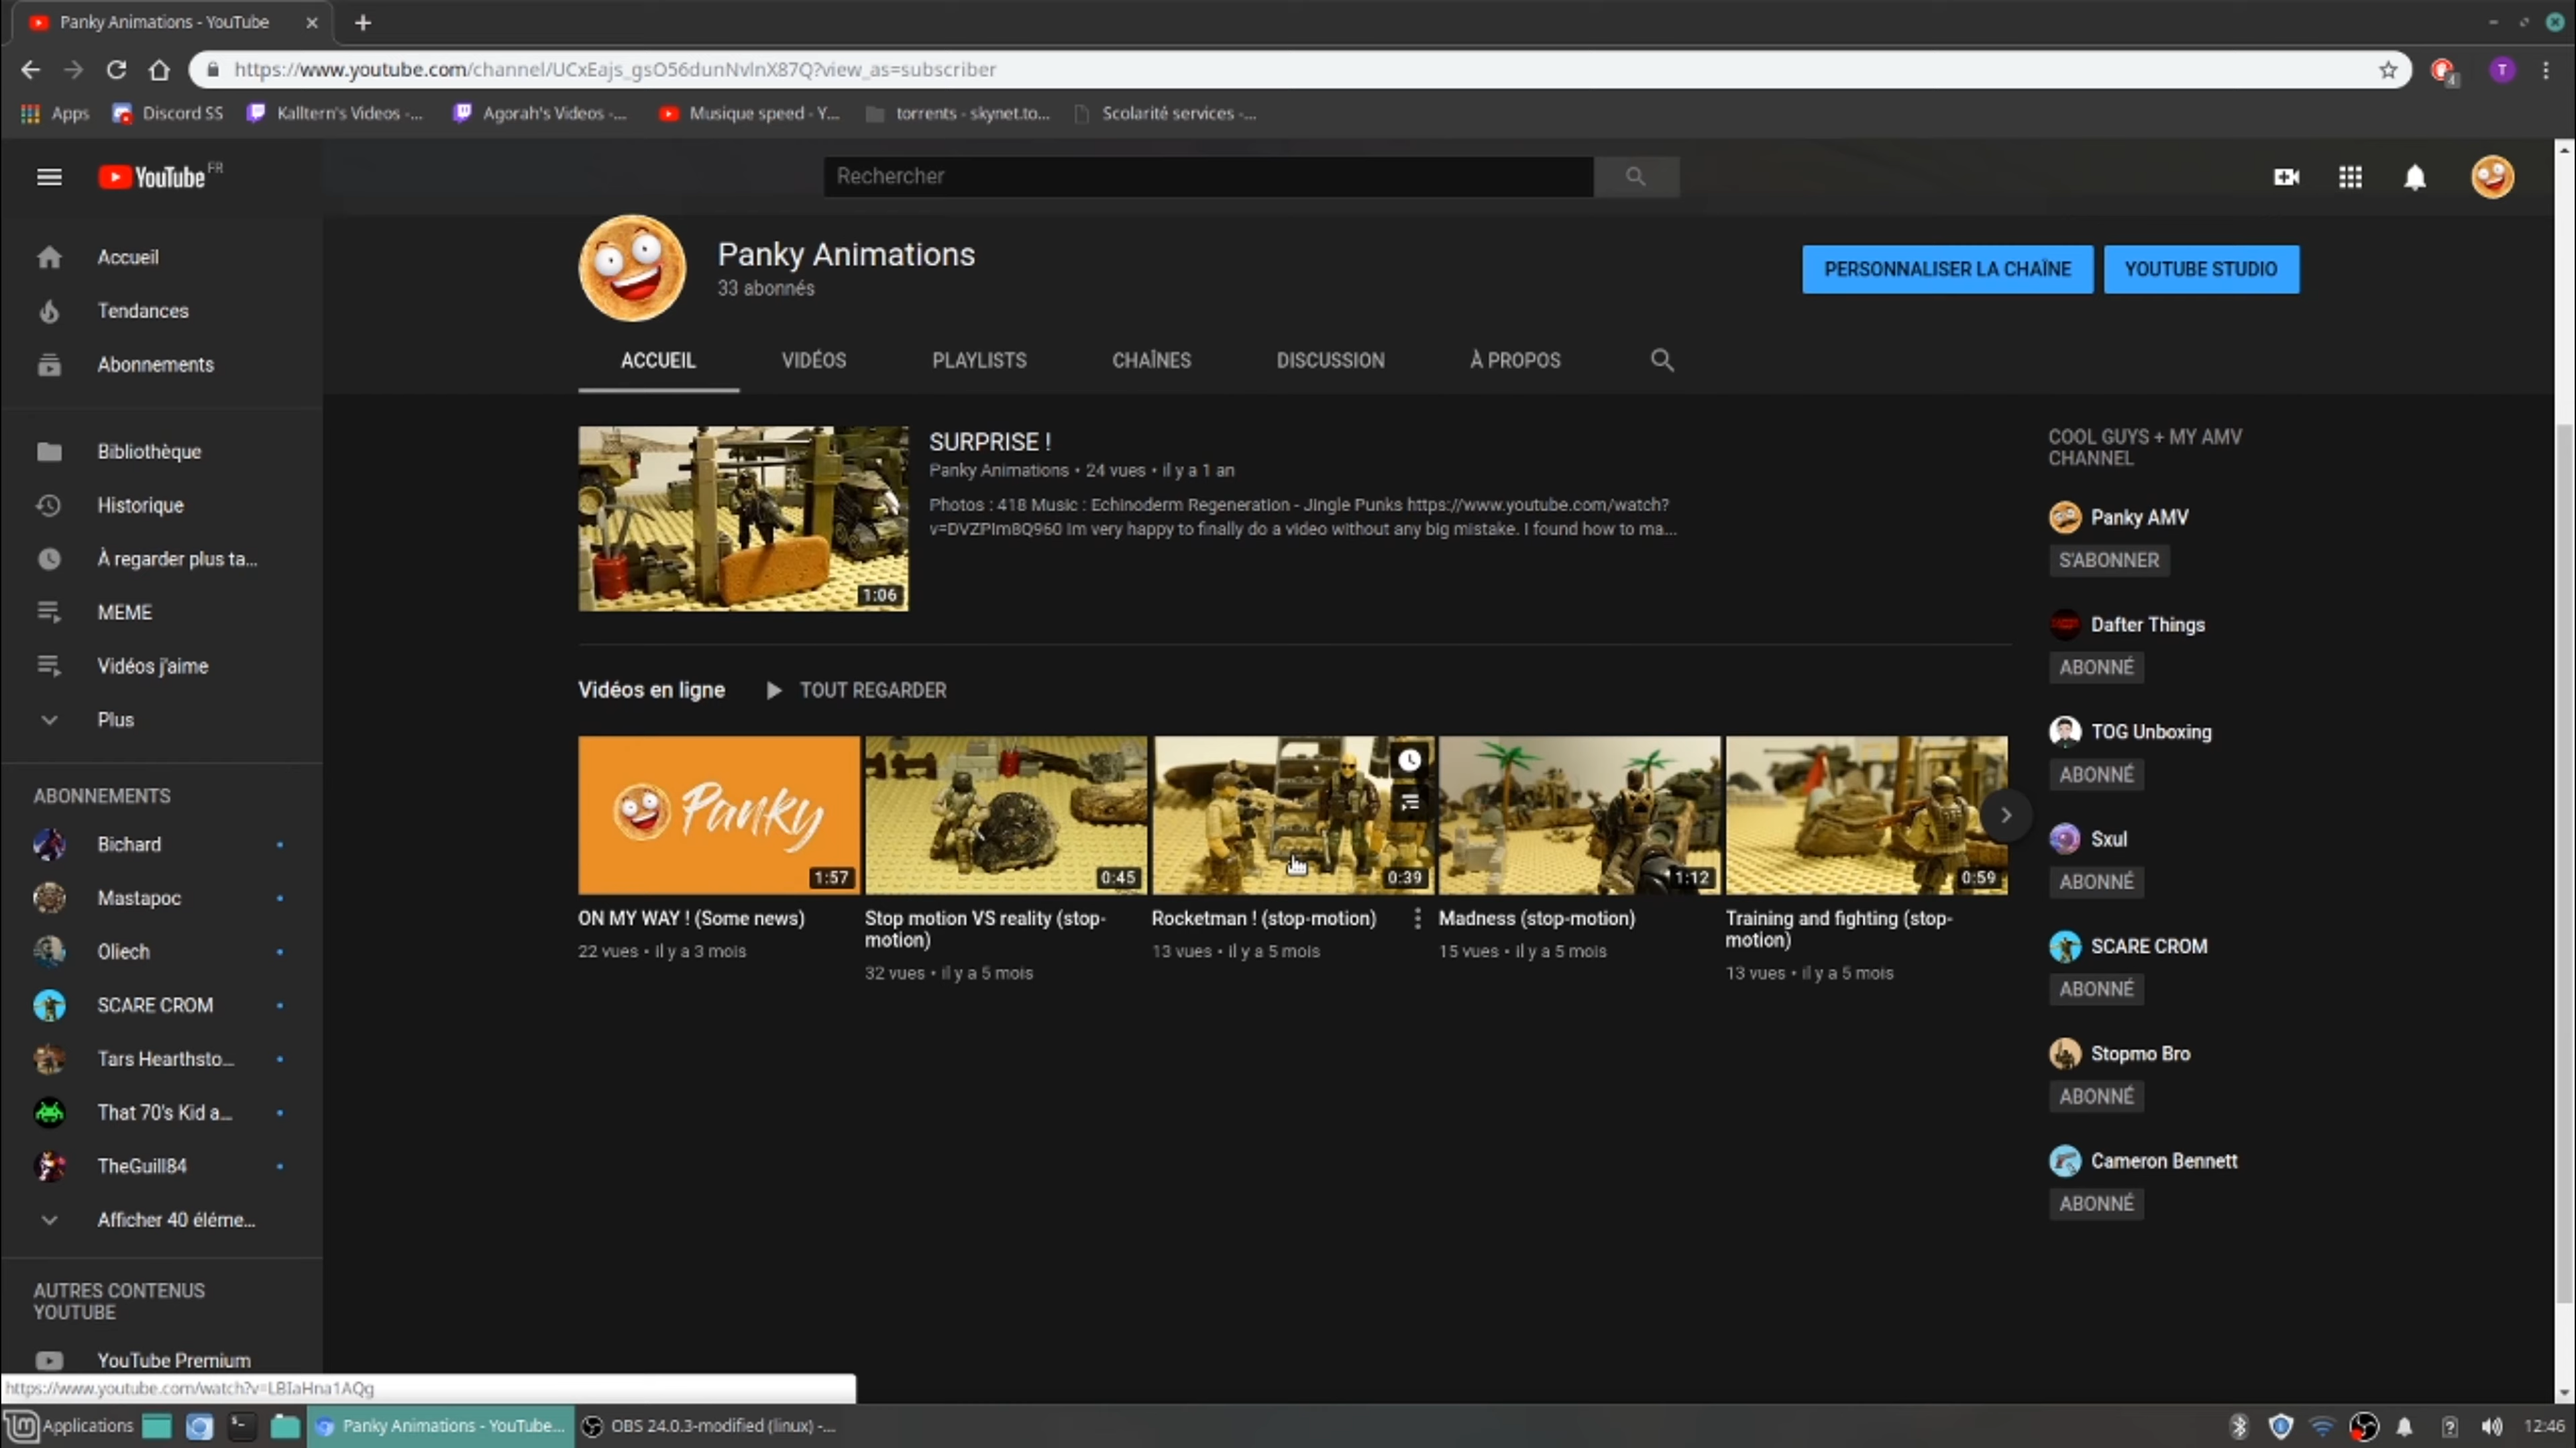 Panky Animations - YouTube
https://www.youtube.com/channel/UCxEajs_gsO56dunNvlnX87Q?view_as=subscriber
T
4
Apps
Discord SS
Kalltern's Videos -...
Agorah's Videos -...
Musique speed - Y...
torrents - skynet.to...
Scolarité services -...
YouTube FR
Rechercher
Accueil
Tendances
Abonnements
Bibliothèque
Historique
À regarder plus ta...
MEME
Vidéos j'aime
Plus
ABONNEMENTS
Bichard
Mastapoc
Oliech
SCARE CROM
Tars Hearthsto...
That 70's Kid a...
TheGuill84
Afficher 40 éléme...
AUTRES CONTENUS
YOUTUBE
YouTube Premium
Panky Animations
33 abonnés
PERSONNALISER LA CHAÎNE
YOUTUBE STUDIO
ACCUEIL
VIDÉOS
PLAYLISTS
CHAÎNES
DISCUSSION
À PROPOS
1:06
SURPRISE !
Panky Animations • 24 vues • il y a 1 an
Photos : 418 Music : Echinoderm Regeneration - Jingle Punks https://www.youtube.com/watch?
v=DVZPIm8Q960 Im very happy to finally do a video without any big mistake. I found how to ma...
Vidéos en ligne
TOUT REGARDER
Panky
1:57
ON MY WAY ! (Some news)
22 vues • il y a 3 mois
0:45
Stop motion VS reality (stop-
motion)
32 vues • il y a 5 mois
0:39
Rocketman ! (stop-motion)
13 vues • il y a 5 mois
1:12
Madness (stop-motion)
15 vues • il y a 5 mois
0:59
Training and fighting (stop-
motion)
13 vues • il y a 5 mois
COOL GUYS + MY AMV
CHANNEL
Panky AMV
S'ABONNER
Dafter Things
ABONNÉ
TOG Unboxing
ABONNÉ
Sxul
ABONNÉ
SCARE CROM
ABONNÉ
Stopmo Bro
ABONNÉ
Cameron Bennett
ABONNÉ
https://www.youtube.com/watch?v=LBIaHna1AQg
Applications
Panky Animations - YouTube...
OBS 24.0.3-modified (linux) -...
12:46